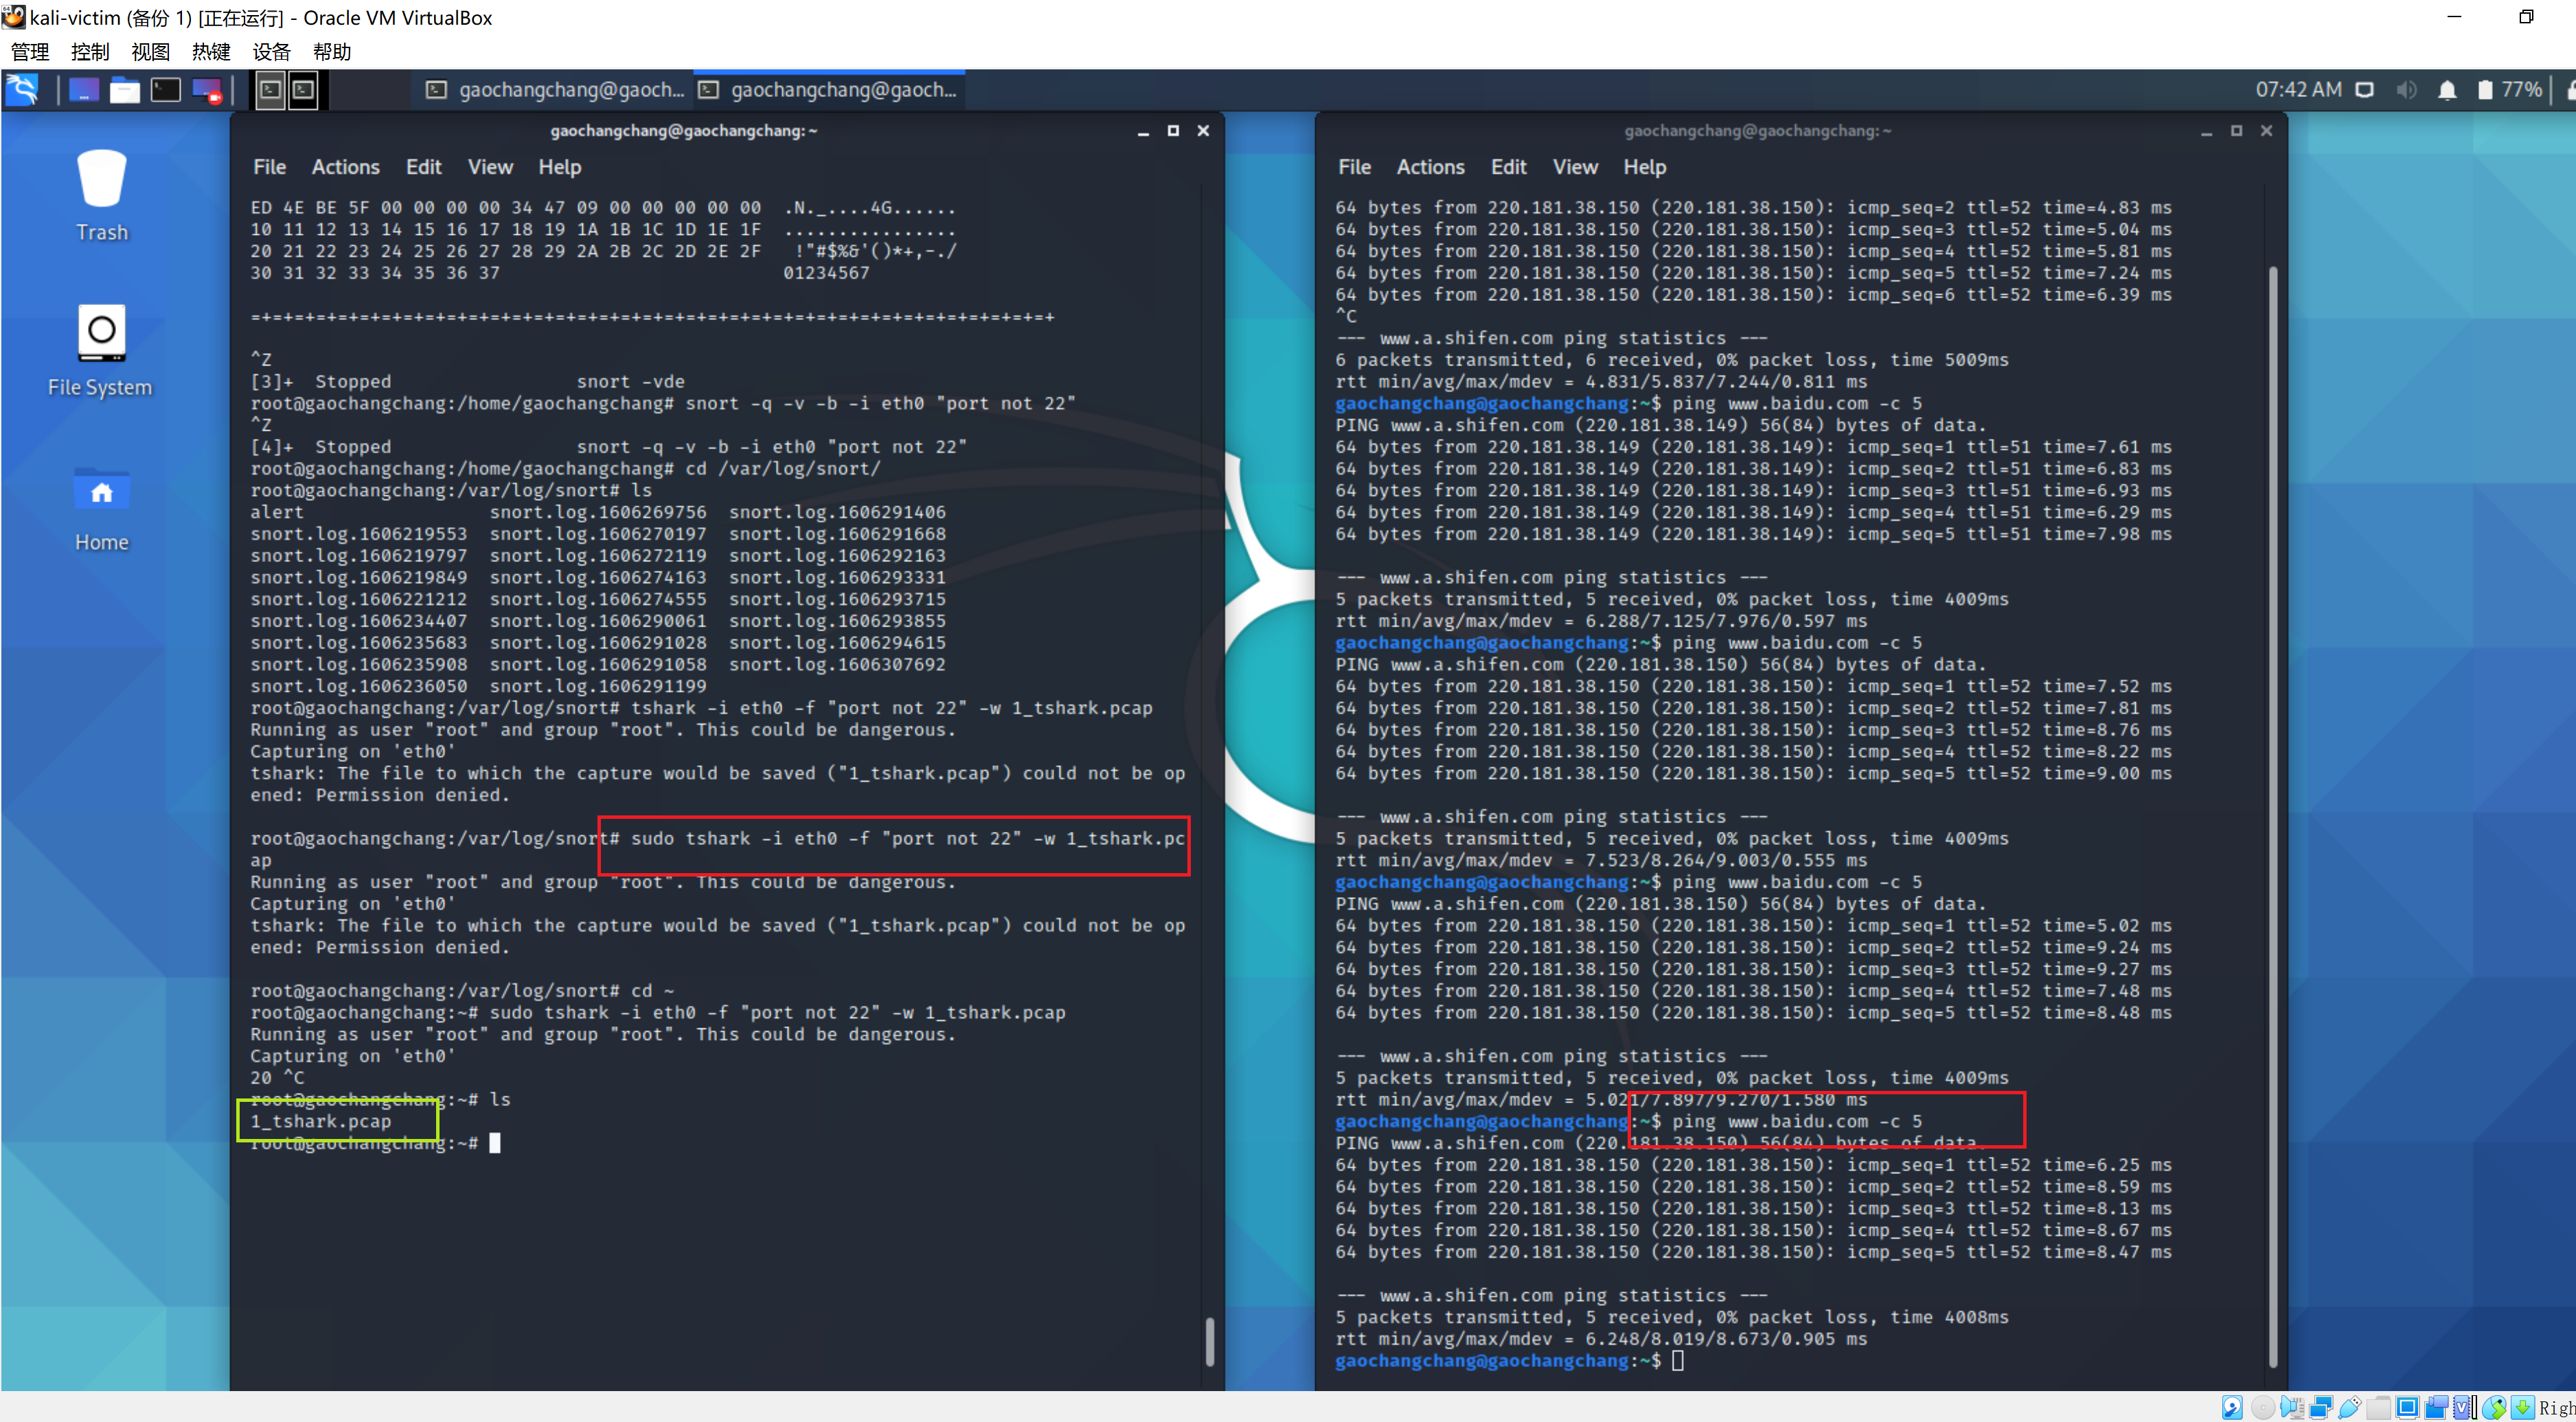 kali-victim (备份 1) [正在运行] - Oracle VM VirtualBox
管理 控制 视图 热键 设备 帮助
gaochangchang@gaoch... gaochangchang@gaoch... 07:42 AM 77%
Trash
File System
Home
gaochangchang@gaochangchang:~
File Actions Edit View Help
ED 4E BE 5F 00 00 00 00 34 47 09 00 00 00 00 00  .N._....4G......
10 11 12 13 14 15 16 17 18 19 1A 1B 1C 1D 1E 1F  ................
20 21 22 23 24 25 26 27 28 29 2A 2B 2C 2D 2E 2F   !"#$%&'()*+,-./
30 31 32 33 34 35 36 37                          01234567
=+=+=+=+=+=+=+=+=+=+=+=+=+=+=+=+=+=+=+=+=+=+=+=+=+=+=+=+=+=+=+=+=+=+=+=+=+
^Z
[3]+  Stopped                 snort -vde
root@gaochangchang:/home/gaochangchang# snort -q -v -b -i eth0 "port not 22"
^Z
[4]+  Stopped                 snort -q -v -b -i eth0 "port not 22"
root@gaochangchang:/home/gaochangchang# cd /var/log/snort/
root@gaochangchang:/var/log/snort# ls
alert                 snort.log.1606269756  snort.log.1606291406
snort.log.1606219553  snort.log.1606270197  snort.log.1606291668
snort.log.1606219797  snort.log.1606272119  snort.log.1606292163
snort.log.1606219849  snort.log.1606274163  snort.log.1606293331
snort.log.1606221212  snort.log.1606274555  snort.log.1606293715
snort.log.1606234407  snort.log.1606290061  snort.log.1606293855
snort.log.1606235683  snort.log.1606291028  snort.log.1606294615
snort.log.1606235908  snort.log.1606291058  snort.log.1606307692
snort.log.1606236050  snort.log.1606291199
root@gaochangchang:/var/log/snort# tshark -i eth0 -f "port not 22" -w 1_tshark.pcap
Running as user "root" and group "root". This could be dangerous.
Capturing on 'eth0'
tshark: The file to which the capture would be saved ("1_tshark.pcap") could not be op
ened: Permission denied.
root@gaochangchang:/var/log/snort# sudo tshark -i eth0 -f "port not 22" -w 1_tshark.pc
ap
Running as user "root" and group "root". This could be dangerous.
Capturing on 'eth0'
tshark: The file to which the capture would be saved ("1_tshark.pcap") could not be op
ened: Permission denied.
root@gaochangchang:/var/log/snort# cd ~
root@gaochangchang:~# sudo tshark -i eth0 -f "port not 22" -w 1_tshark.pcap
Running as user "root" and group "root". This could be dangerous.
Capturing on 'eth0'
20 ^C
root@gaochangchang:~# ls
1_tshark.pcap
root@gaochangchang:~#
gaochangchang@gaochangchang:~
File Actions Edit View Help
64 bytes from 220.181.38.150 (220.181.38.150): icmp_seq=2 ttl=52 time=4.83 ms
64 bytes from 220.181.38.150 (220.181.38.150): icmp_seq=3 ttl=52 time=5.04 ms
64 bytes from 220.181.38.150 (220.181.38.150): icmp_seq=4 ttl=52 time=5.81 ms
64 bytes from 220.181.38.150 (220.181.38.150): icmp_seq=5 ttl=52 time=7.24 ms
64 bytes from 220.181.38.150 (220.181.38.150): icmp_seq=6 ttl=52 time=6.39 ms
^C
--- www.a.shifen.com ping statistics ---
6 packets transmitted, 6 received, 0% packet loss, time 5009ms
rtt min/avg/max/mdev = 4.831/5.837/7.244/0.811 ms
gaochangchang@gaochangchang:~$ ping www.baidu.com -c 5
PING www.a.shifen.com (220.181.38.149) 56(84) bytes of data.
64 bytes from 220.181.38.149 (220.181.38.149): icmp_seq=1 ttl=51 time=7.61 ms
64 bytes from 220.181.38.149 (220.181.38.149): icmp_seq=2 ttl=51 time=6.83 ms
64 bytes from 220.181.38.149 (220.181.38.149): icmp_seq=3 ttl=51 time=6.93 ms
64 bytes from 220.181.38.149 (220.181.38.149): icmp_seq=4 ttl=51 time=6.29 ms
64 bytes from 220.181.38.149 (220.181.38.149): icmp_seq=5 ttl=51 time=7.98 ms
--- www.a.shifen.com ping statistics ---
5 packets transmitted, 5 received, 0% packet loss, time 4009ms
rtt min/avg/max/mdev = 6.288/7.125/7.976/0.597 ms
gaochangchang@gaochangchang:~$ ping www.baidu.com -c 5
PING www.a.shifen.com (220.181.38.150) 56(84) bytes of data.
64 bytes from 220.181.38.150 (220.181.38.150): icmp_seq=1 ttl=52 time=7.52 ms
64 bytes from 220.181.38.150 (220.181.38.150): icmp_seq=2 ttl=52 time=7.81 ms
64 bytes from 220.181.38.150 (220.181.38.150): icmp_seq=3 ttl=52 time=8.76 ms
64 bytes from 220.181.38.150 (220.181.38.150): icmp_seq=4 ttl=52 time=8.22 ms
64 bytes from 220.181.38.150 (220.181.38.150): icmp_seq=5 ttl=52 time=9.00 ms
--- www.a.shifen.com ping statistics ---
5 packets transmitted, 5 received, 0% packet loss, time 4009ms
rtt min/avg/max/mdev = 7.523/8.264/9.003/0.555 ms
gaochangchang@gaochangchang:~$ ping www.baidu.com -c 5
PING www.a.shifen.com (220.181.38.150) 56(84) bytes of data.
64 bytes from 220.181.38.150 (220.181.38.150): icmp_seq=1 ttl=52 time=5.02 ms
64 bytes from 220.181.38.150 (220.181.38.150): icmp_seq=2 ttl=52 time=9.24 ms
64 bytes from 220.181.38.150 (220.181.38.150): icmp_seq=3 ttl=52 time=9.27 ms
64 bytes from 220.181.38.150 (220.181.38.150): icmp_seq=4 ttl=52 time=7.48 ms
64 bytes from 220.181.38.150 (220.181.38.150): icmp_seq=5 ttl=52 time=8.48 ms
--- www.a.shifen.com ping statistics ---
5 packets transmitted, 5 received, 0% packet loss, time 4009ms
rtt min/avg/max/mdev = 5.021/7.897/9.270/1.580 ms
gaochangchang@gaochangchang:~$ ping www.baidu.com -c 5
PING www.a.shifen.com (220.181.38.150) 56(84) bytes of data.
64 bytes from 220.181.38.150 (220.181.38.150): icmp_seq=1 ttl=52 time=6.25 ms
64 bytes from 220.181.38.150 (220.181.38.150): icmp_seq=2 ttl=52 time=8.59 ms
64 bytes from 220.181.38.150 (220.181.38.150): icmp_seq=3 ttl=52 time=8.13 ms
64 bytes from 220.181.38.150 (220.181.38.150): icmp_seq=4 ttl=52 time=8.67 ms
64 bytes from 220.181.38.150 (220.181.38.150): icmp_seq=5 ttl=52 time=8.47 ms
--- www.a.shifen.com ping statistics ---
5 packets transmitted, 5 received, 0% packet loss, time 4008ms
rtt min/avg/max/mdev = 6.248/8.019/8.673/0.905 ms
gaochangchang@gaochangchang:~$
Righ